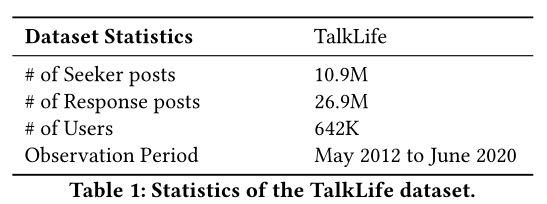 Dataset Statistics TalkLife
# of Seeker posts 10.9M
# of Response posts 26.9M
# of Users 642K
Observation Period May 2012 to June 2020
Table 1: Statistics of the TalkLife dataset.